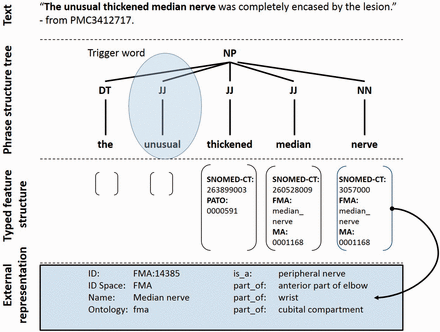 Text
“The unusual thickened median nerve was completely encased by the lesion.”
- from PMC3412717.
Phrase structure tree
Trigger word
NP
DT JJ JJ JJ NN
the unusual thickened median nerve
Typed feature
structure
SNOMED-CT:
263899003
PATO:
0000591
SNOMED-CT:
260528009
FMA:
median_
nerve
MA:
0001168
SNOMED-CT:
3057000
FMA:
median_
nerve
MA:
0001168
External
representation
ID: FMA:14385 is_a: peripheral nerve
ID Space: FMA part_of: anterior part of elbow
Name: Median nerve part_of: wrist
Ontology: fma part_of: cubital compartment